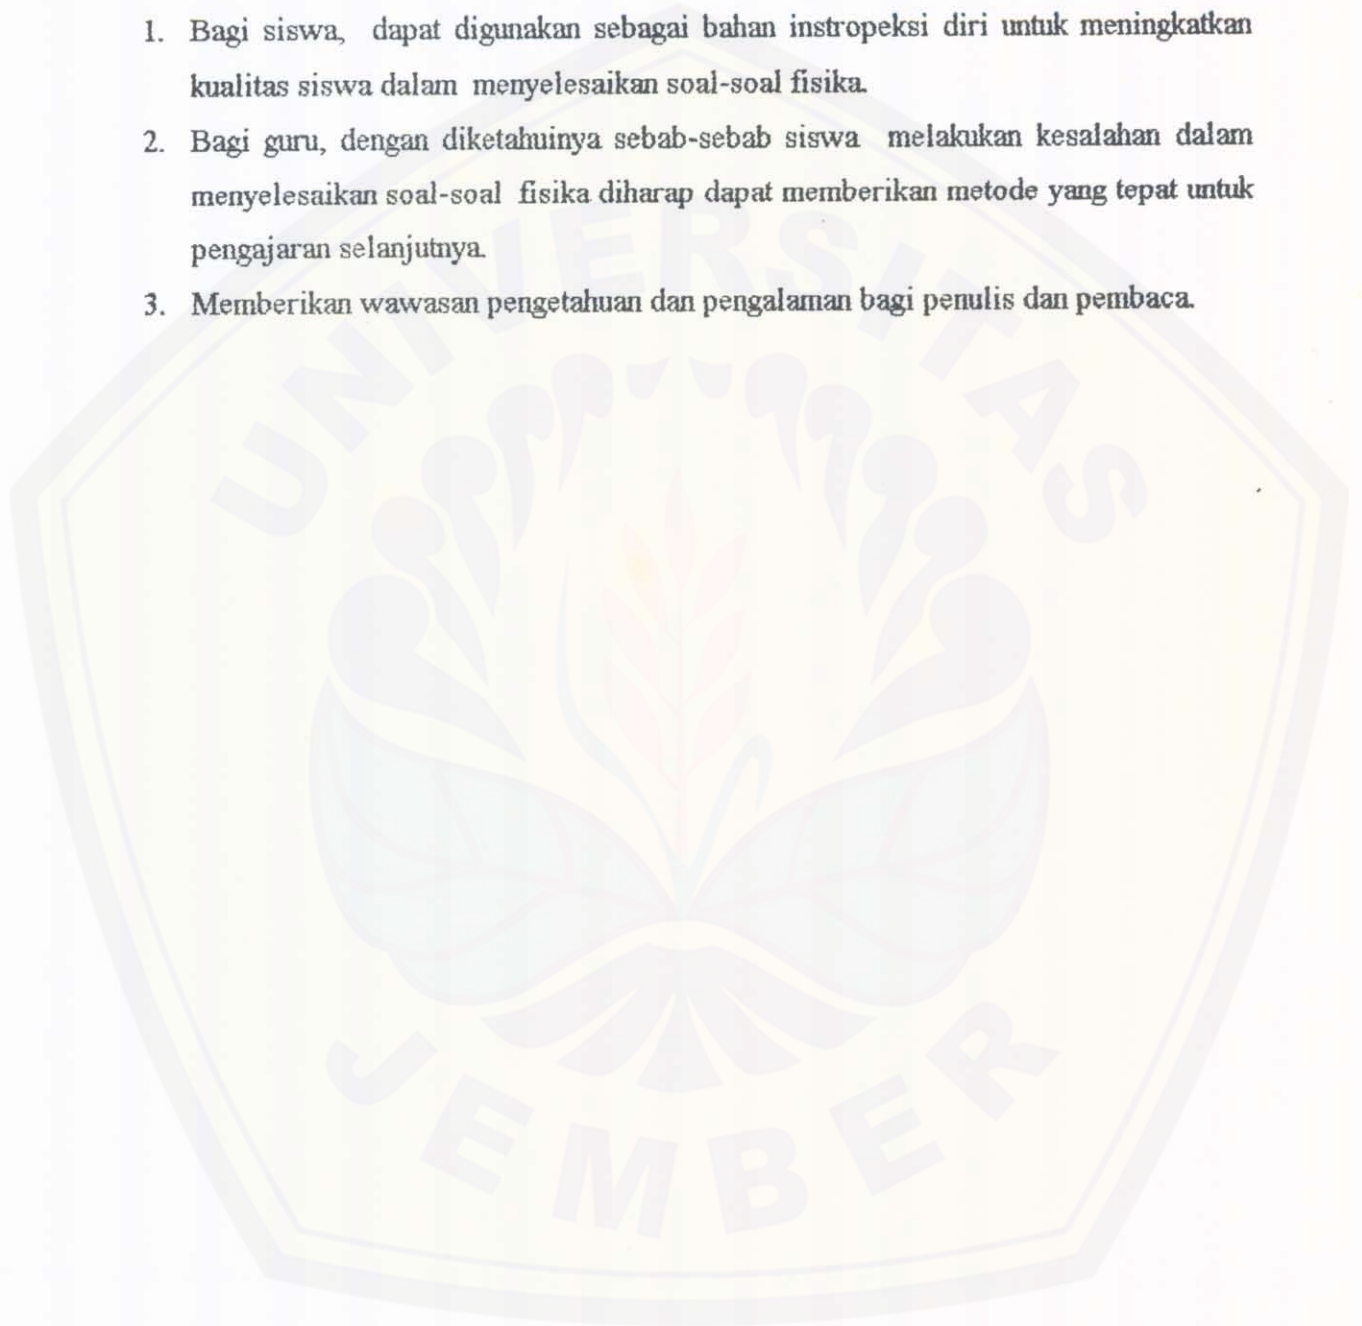 1. Bagi siswa, dapat digunakan sebagai bahan instropeksi diri untuk meningkatkan
kualitas siswa dalam menyelesaikan soal-soal fisika.
2. Bagi guru, dengan diketahuinya sebab-sebab siswa melakukan kesalahan dalam
menyelesaikan soal-soal fisika diharap dapat memberikan metode yang tepat untuk
pengajaran selanjutnya.
3. Memberikan wawasan pengetahuan dan pengalaman bagi penulis dan pembaca.
UNIVERSITAS
JEMBER